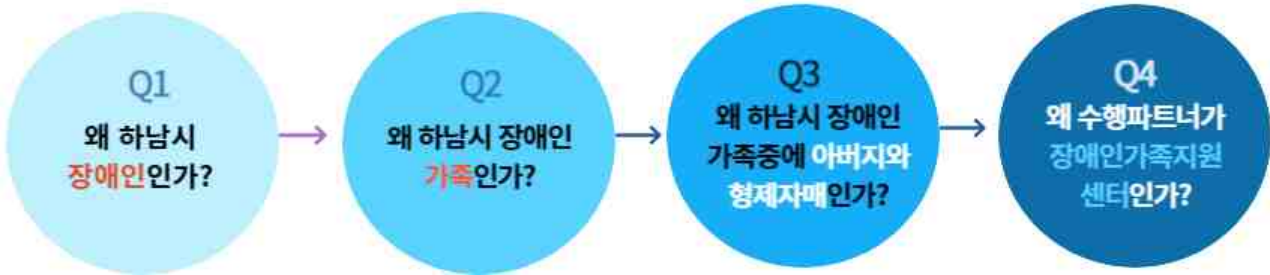 Q1
왜 하남시
장애인인가?
Q2
왜 하남시 장애인
가족인가?
Q3
왜 하남시 장애인
가족중에 아버지와
형제자매인가?
Q4
왜 수행파트너가
장애인가족지원
센터인가?